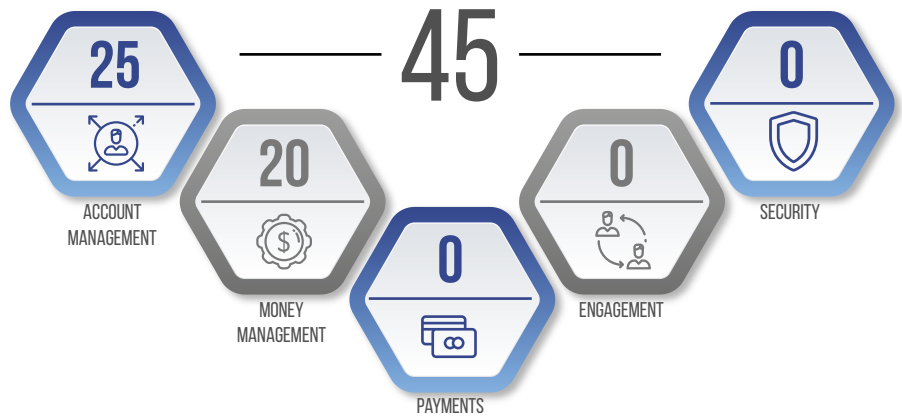 45
25
ACCOUNT
MANAGEMENT
20
$
MONEY
MANAGEMENT
0
PAYMENTS
0
ENGAGEMENT
0
SECURITY